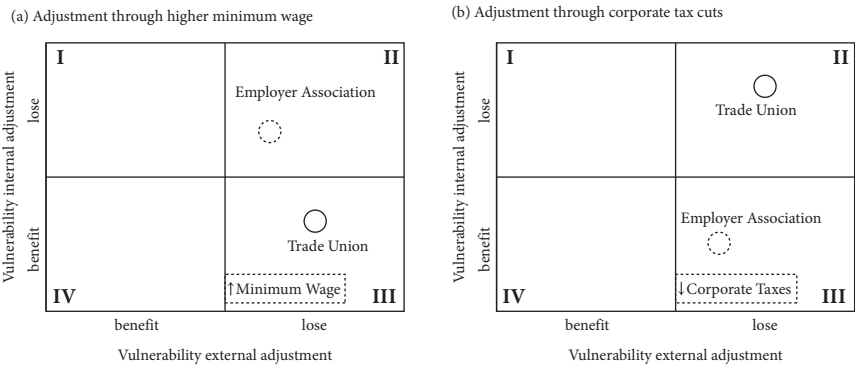 (a) Adjustment through higher minimum wage
I
II
Employer Association
Trade Union
↑Minimum Wage
IV
III
Vulnerability internal adjustment
lose
benefit
benefit
lose
Vulnerability external adjustment
(b) Adjustment through corporate tax cuts
I
II
Trade Union
Employer Association
↓Corporate Taxes
IV
III
Vulnerability internal adjustment
lose
benefit
benefit
lose
Vulnerability external adjustment